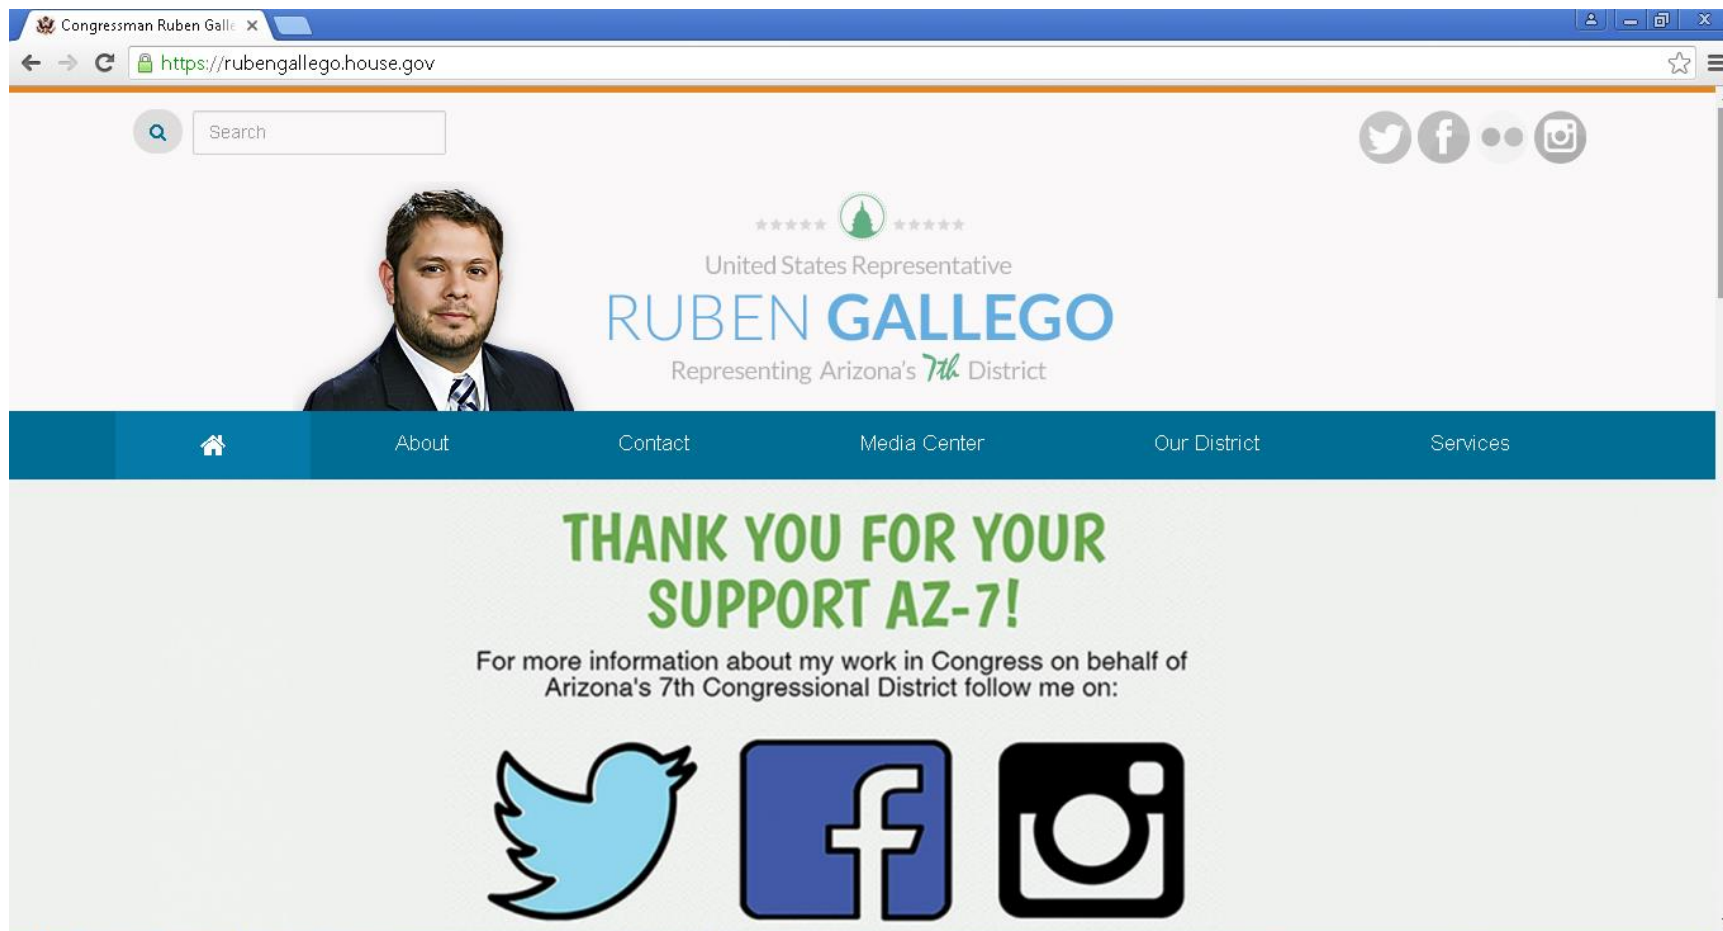 Congressman Ruben Galle
https://rubengallego.house.gov
Search
United States Representative
RUBEN GALLEGO
Representing Arizona's 7th District
About Contact Media Center Our District Services
THANK YOU FOR YOUR
SUPPORT AZ-7!
For more information about my work in Congress on behalf of
Arizona's 7th Congressional District follow me on: